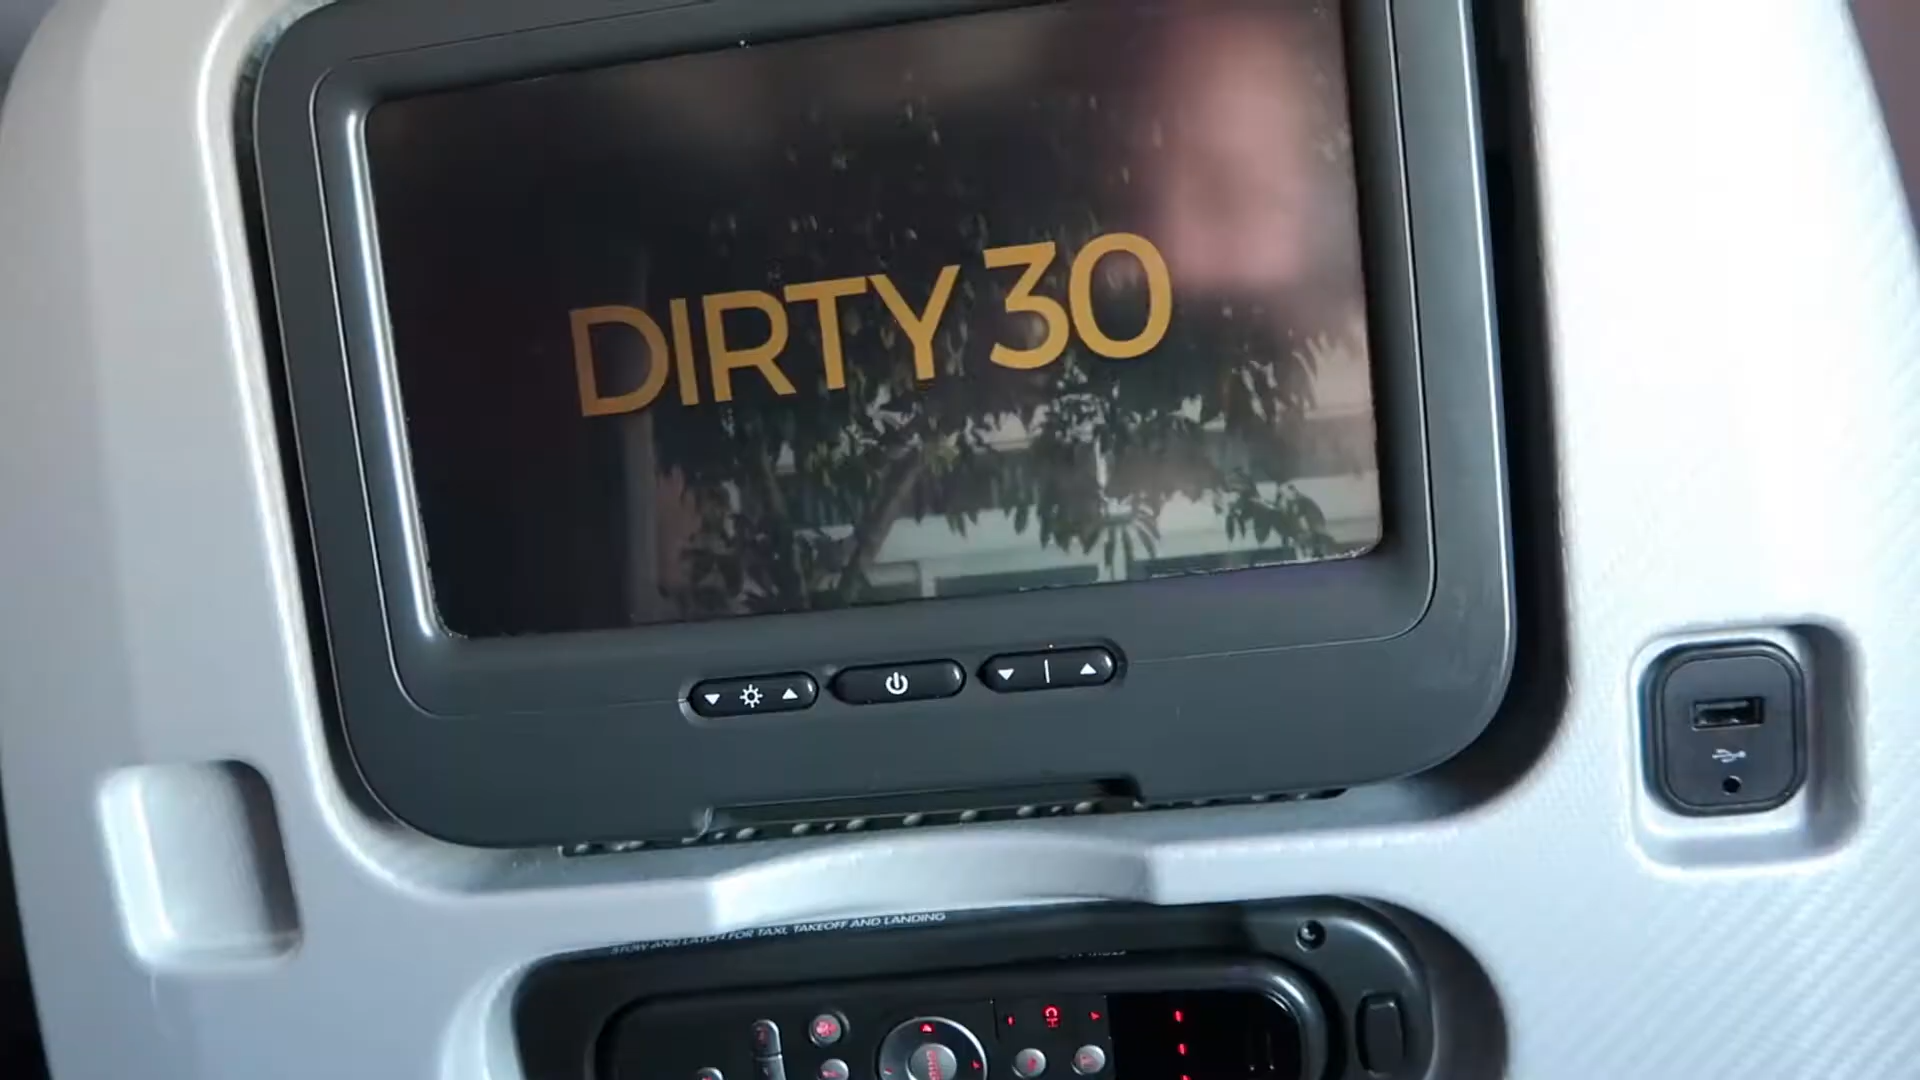 DIRTY 30
STOW AND LATCH FOR TAXI, TAKEOFF AND LANDING
CH